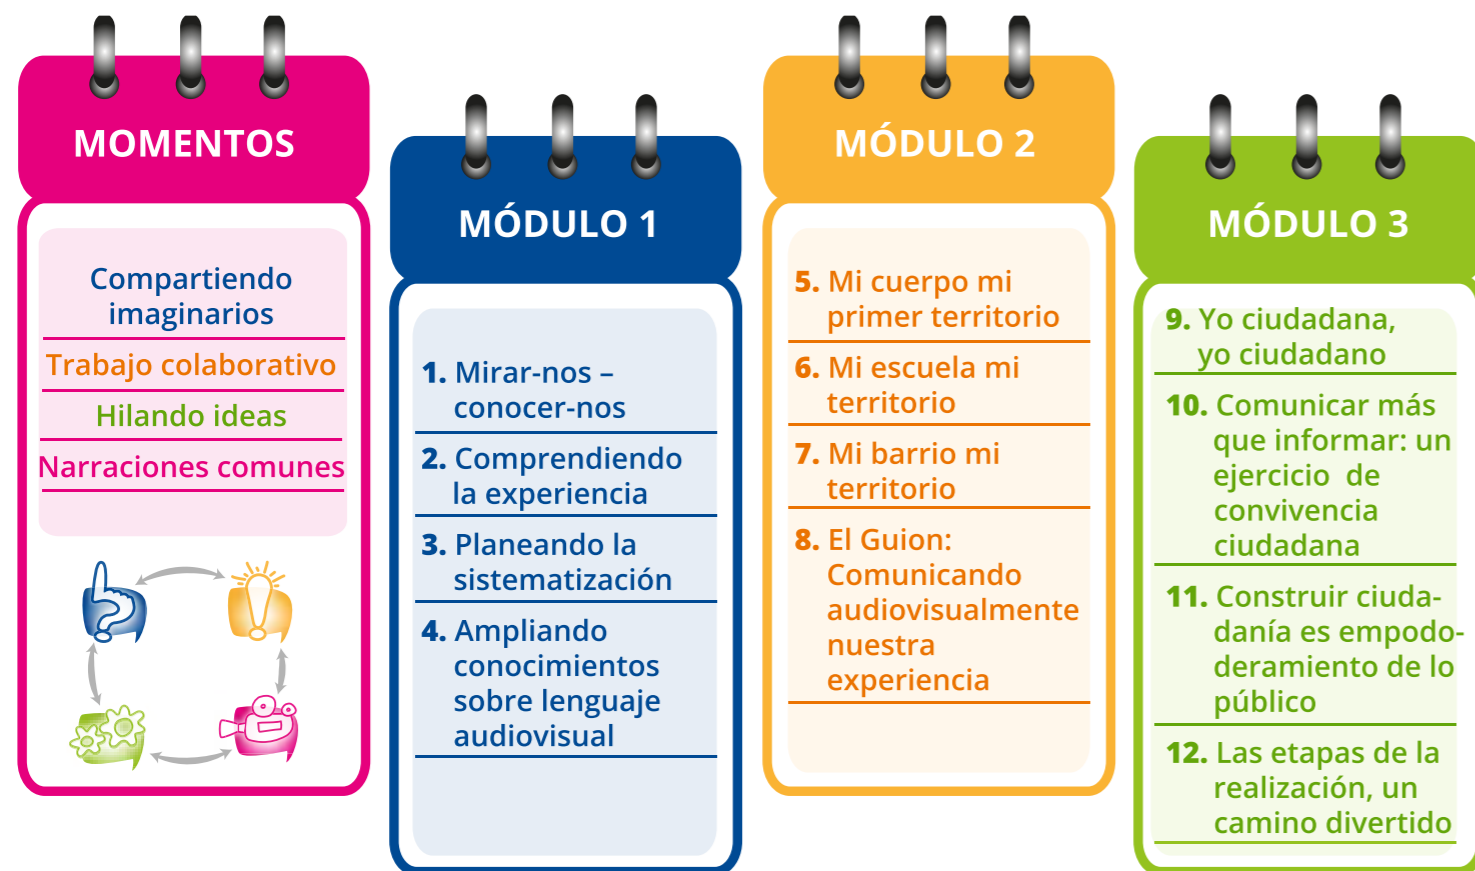 MOMENTOS
Compartiendo
imaginarios
Trabajo colaborativo
Hilando ideas
Narraciones comunes
MÓDULO 1
1. Mirar-nos –
conocer-nos
2. Comprendiendo
la experiencia
3. Planeando la
sistematización
4. Ampliando
conocimientos
sobre lenguaje
audiovisual
MÓDULO 2
5. Mi cuerpo mi
primer territorio
6. Mi escuela mi
territorio
7. Mi barrio mi
territorio
8. El Guion:
Comunicando
audiovisualmente
nuestra
experiencia
MÓDULO 3
9. Yo ciudadana,
yo ciudadano
10. Comunicar más
que informar: un
ejercicio de
convivencia
ciudadana
11. Construir ciuda-
danía es empodo-
deramiento de lo
público
12. Las etapas de la
realización, un
camino divertido